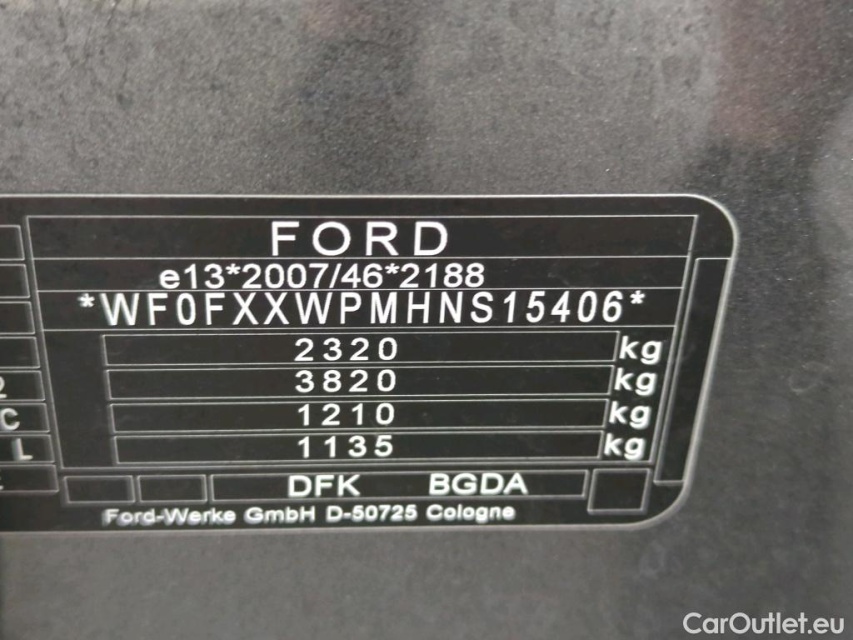 FORD
e13*2007/46*2188
*WF0FXXWPMHNS15406*
2320 kg
3820 kg
1210 kg
1135 kg
C
L
DFK BGDA
Ford-Werke GmbH D-50725 Cologne
CarOutlet.eu